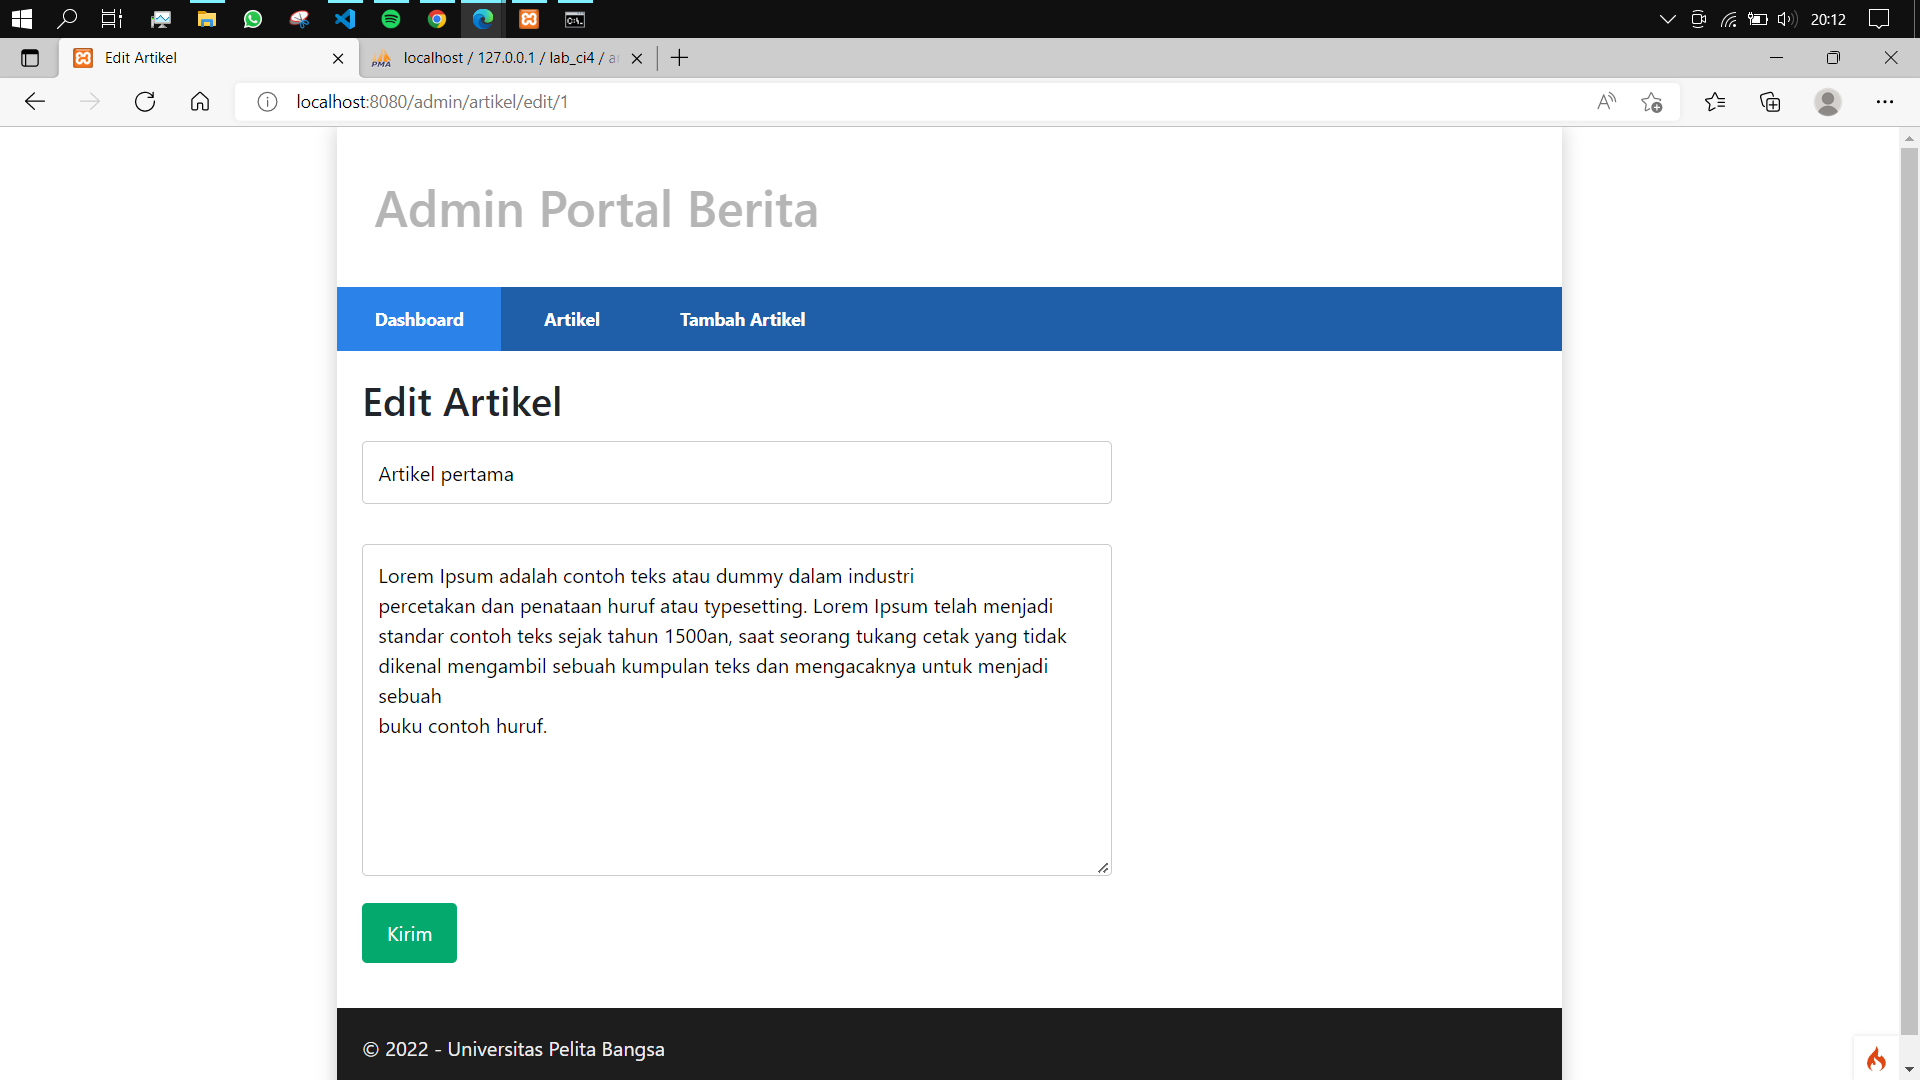 20:12
Edit Artikel
localhost / 127.0.0.1 / lab_ci4 /
localhost:8080/admin/artikel/edit/1
Admin Portal Berita
Dashboard
Artikel
Tambah Artikel
Edit Artikel
Artikel pertama
Lorem Ipsum adalah contoh teks atau dummy dalam industri
percetakan dan penataan huruf atau typesetting. Lorem Ipsum telah menjadi
standar contoh teks sejak tahun 1500an, saat seorang tukang cetak yang tidak
dikenal mengambil sebuah kumpulan teks dan mengacaknya untuk menjadi
sebuah
buku contoh huruf.
Kirim
© 2022 - Universitas Pelita Bangsa